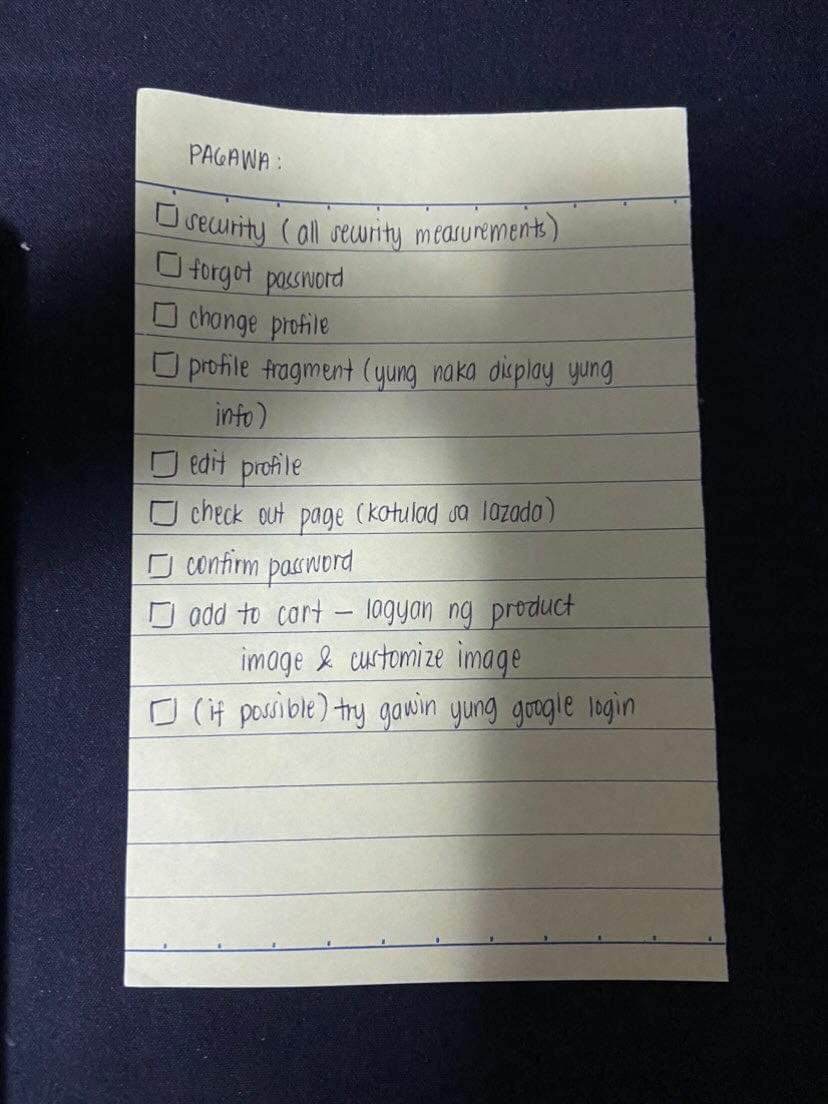 PAGAWA:
☐ security (all security measurements)
☐ forgot password
☐ change profile
☐ profile fragment (yung naka display yung
info)
☐ edit profile
☐ check out page (katulad sa lazada)
☐ confirm password
☐ add to cart – lagyan ng product
image & customize image
☐ (if possible) try gawin yung google login